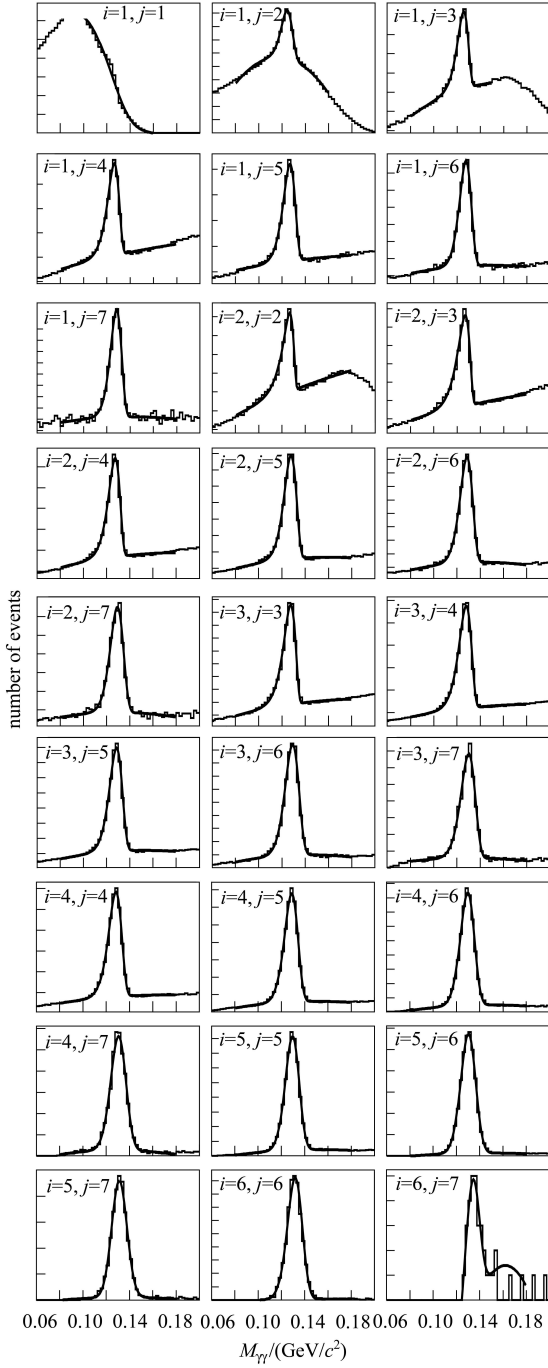 i=1, j=1
i=1, j=2
i=1, j=3
i=1, j=4
i=1, j=5
i=1, j=6
i=1, j=7
i=2, j=2
i=2, j=3
i=2, j=4
i=2, j=5
i=2, j=6
number of events
i=2, j=7
i=3, j=3
i=3, j=4
i=3, j=5
i=3, j=6
i=3, j=7
i=4, j=4
i=4, j=5
i=4, j=6
i=4, j=7
i=5, j=5
i=5, j=6
i=5, j=7
i=6, j=6
i=6, j=7
0.06 0.10 0.14 0.18 0.06 0.10 0.14 0.18 0.06 0.10 0.14 0.18
Mγγ/(GeV/c²)